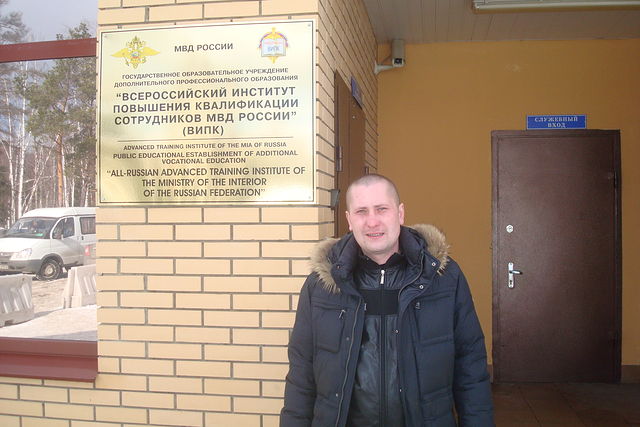 МВД РОССИИ
ГОСУДАРСТВЕННОЕ ОБРАЗОВАТЕЛЬНОЕ УЧРЕЖДЕНИЕ
ДОПОЛНИТЕЛЬНОГО ПРОФЕССИОНАЛЬНОГО ОБРАЗОВАНИЯ
"ВСЕРОССИЙСКИЙ ИНСТИТУТ
ПОВЫШЕНИЯ КВАЛИФИКАЦИИ
СОТРУДНИКОВ МВД РОССИИ"
(ВИПК)
ADVANCED TRAINING INSTITUTE OF THE MIA OF RUSSIA
PUBLIC EDUCATIONAL ESTABLISHMENT OF ADDITIONAL
VOCATIONAL EDUCATION
"ALL-RUSSIAN ADVANCED TRAINING INSTITUTE OF
THE MINISTRY OF THE INTERIOR
OF THE RUSSIAN FEDERATION"
СЛУЖЕБНЫЙ
ВХОД